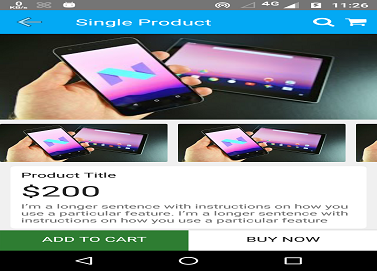 0
KB/s
4G
11:26
Single Product
Product Title
$200
I'm a longer sentence with instructions on how you
use a particular feature. I'm a longer sentence with
instructions on how you use a particular feature
ADD TO CART
BUY NOW